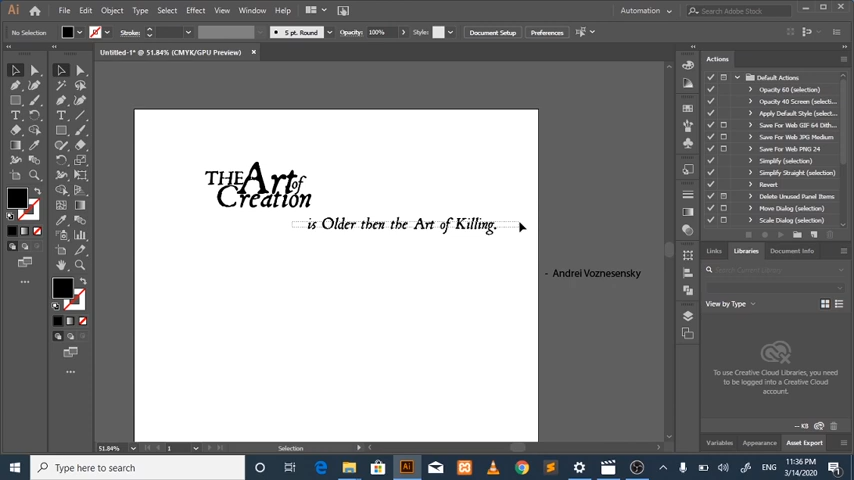 Ai File Edit Object Type Select Effect View Window Help Automation Search Adobe Stock
No Selection Stroke: 5 pt. Round Opacity: 100% Style: Document Setup Preferences
Untitled-1* @ 51.84% (CMYK/GPU Preview)
Actions
Default Actions
Opacity 60 (selection)
Opacity 40 Screen (selecti...
Apply Default Style (selecti...
Save For Web GIF 64 Dith...
Save For Web JPG Medium
Save For Web PNG 24
Simplify (selection)
Simplify Straight (selection)
Revert
Delete Unused Panel Items
Move Dialog (selection)
Scale Dialog (selection)
THE Art of
Creation
is Older then the Art of Killing.
- Andrei Voznesensky
Links Libraries Document Info
Search Current Library
View by Type
To use Creative Cloud Libraries, you need
to be logged into a Creative Cloud
account.
-- KB
Variables Appearance Asset Export
51.84% 1 Selection
Type here to search
ENG
11:36 PM
3/14/2020